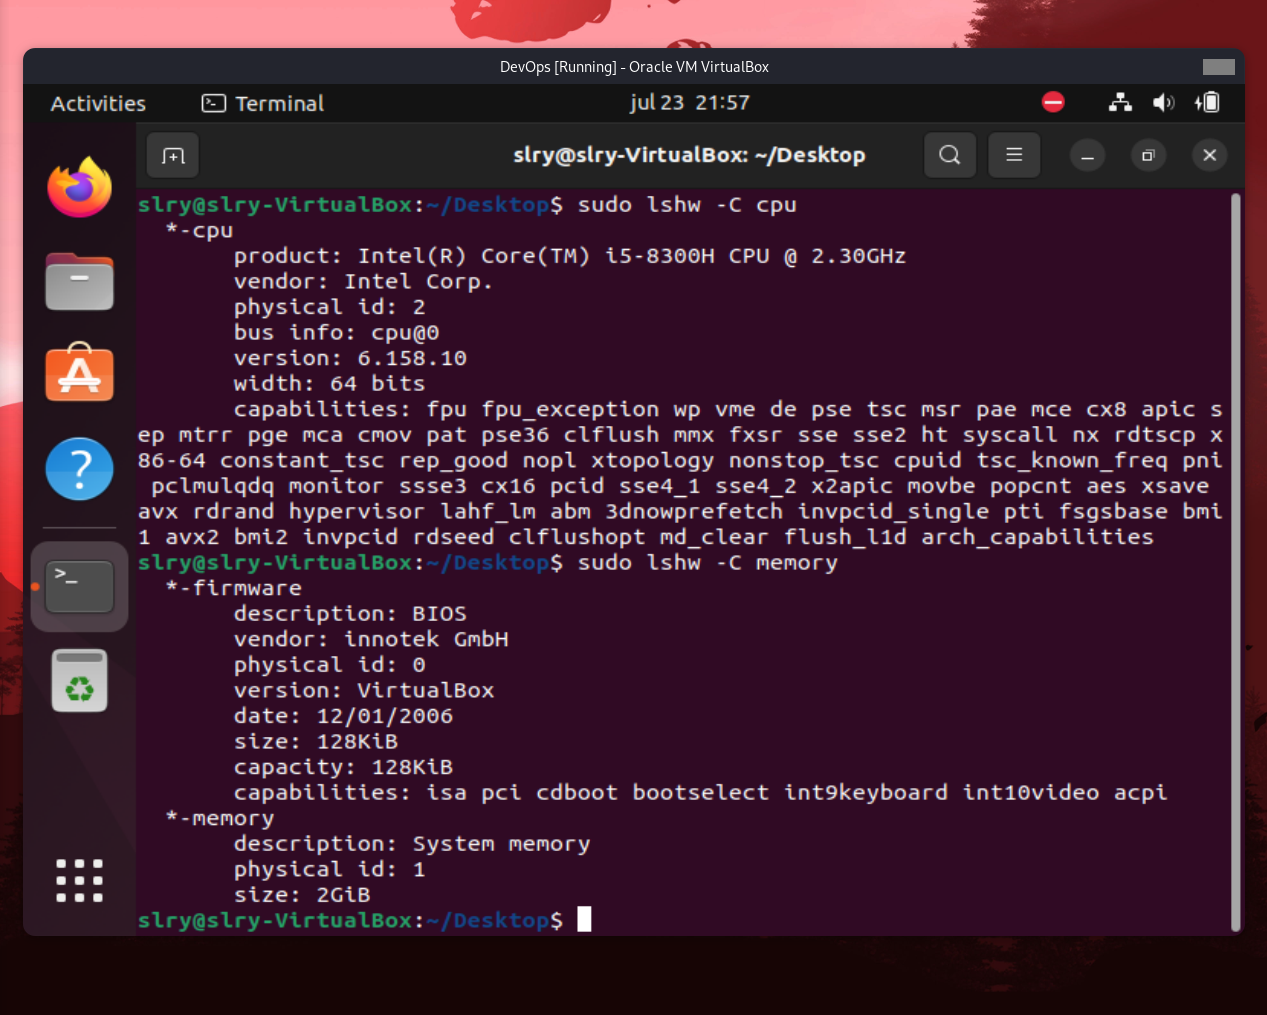 DevOps [Running] - Oracle VM VirtualBox
Activities
Terminal
jul 23 21:57
slry@slry-VirtualBox: ~/Desktop
slry@slry-VirtualBox:~/Desktop$ sudo lshw -C cpu
  *-cpu
       product: Intel(R) Core(TM) i5-8300H CPU @ 2.30GHz
       vendor: Intel Corp.
       physical id: 2
       bus info: cpu@0
       version: 6.158.10
       width: 64 bits
       capabilities: fpu fpu_exception wp vme de pse tsc msr pae mce cx8 apic s
ep mtrr pge mca cmov pat pse36 clflush mmx fxsr sse sse2 ht syscall nx rdtscp x
86-64 constant_tsc rep_good nopl xtopology nonstop_tsc cpuid tsc_known_freq pni
 pclmulqdq monitor ssse3 cx16 pcid sse4_1 sse4_2 x2apic movbe popcnt aes xsave
avx rdrand hypervisor lahf_lm abm 3dnowprefetch invpcid_single pti fsgsbase bmi
1 avx2 bmi2 invpcid rdseed clflushopt md_clear flush_l1d arch_capabilities
slry@slry-VirtualBox:~/Desktop$ sudo lshw -C memory
  *-firmware
       description: BIOS
       vendor: innotek GmbH
       physical id: 0
       version: VirtualBox
       date: 12/01/2006
       size: 128KiB
       capacity: 128KiB
       capabilities: isa pci cdboot bootselect int9keyboard int10video acpi
  *-memory
       description: System memory
       physical id: 1
       size: 2GiB
slry@slry-VirtualBox:~/Desktop$